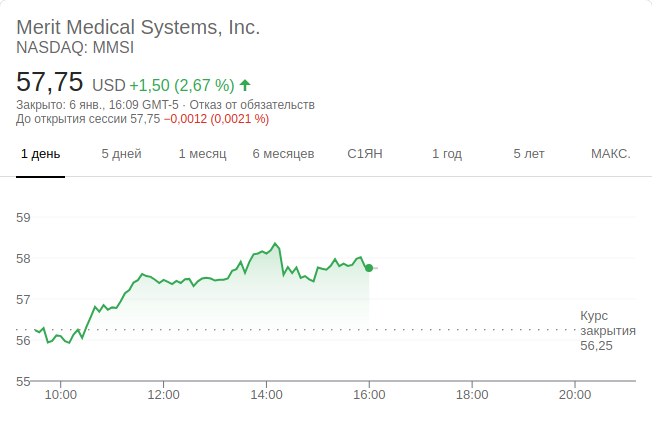 Merit Medical Systems, Inc.
NASDAQ: MMSI
57,75 USD +1,50 (2,67 %)
Закрыто: 6 янв., 16:09 GMT-5 · Отказ от обязательств
До открытия сессии 57,75 −0,0012 (0,0021 %)
1 день 5 дней 1 месяц 6 месяцев С1ЯН 1 год 5 лет МАКС.
59
58
57
Курс
закрытия
56,25
56
55
10:00 12:00 14:00 16:00 18:00 20:00